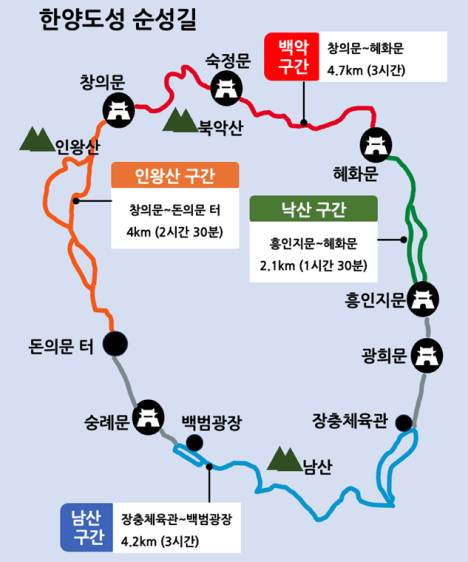 한양도성 순성길
백악
구간
창의문~혜화문
4.7km (3시간)
숙정문
창의문
북악산
인왕산
혜화문
인왕산 구간
창의문~돈의문 터
4km (2시간 30분)
낙산 구간
흥인지문~혜화문
2.1km (1시간 30분)
흥인지문
돈의문 터
광희문
숭례문
백범광장
장충체육관
남산
남산
구간
장충체육관~백범광장
4.2km (3시간)